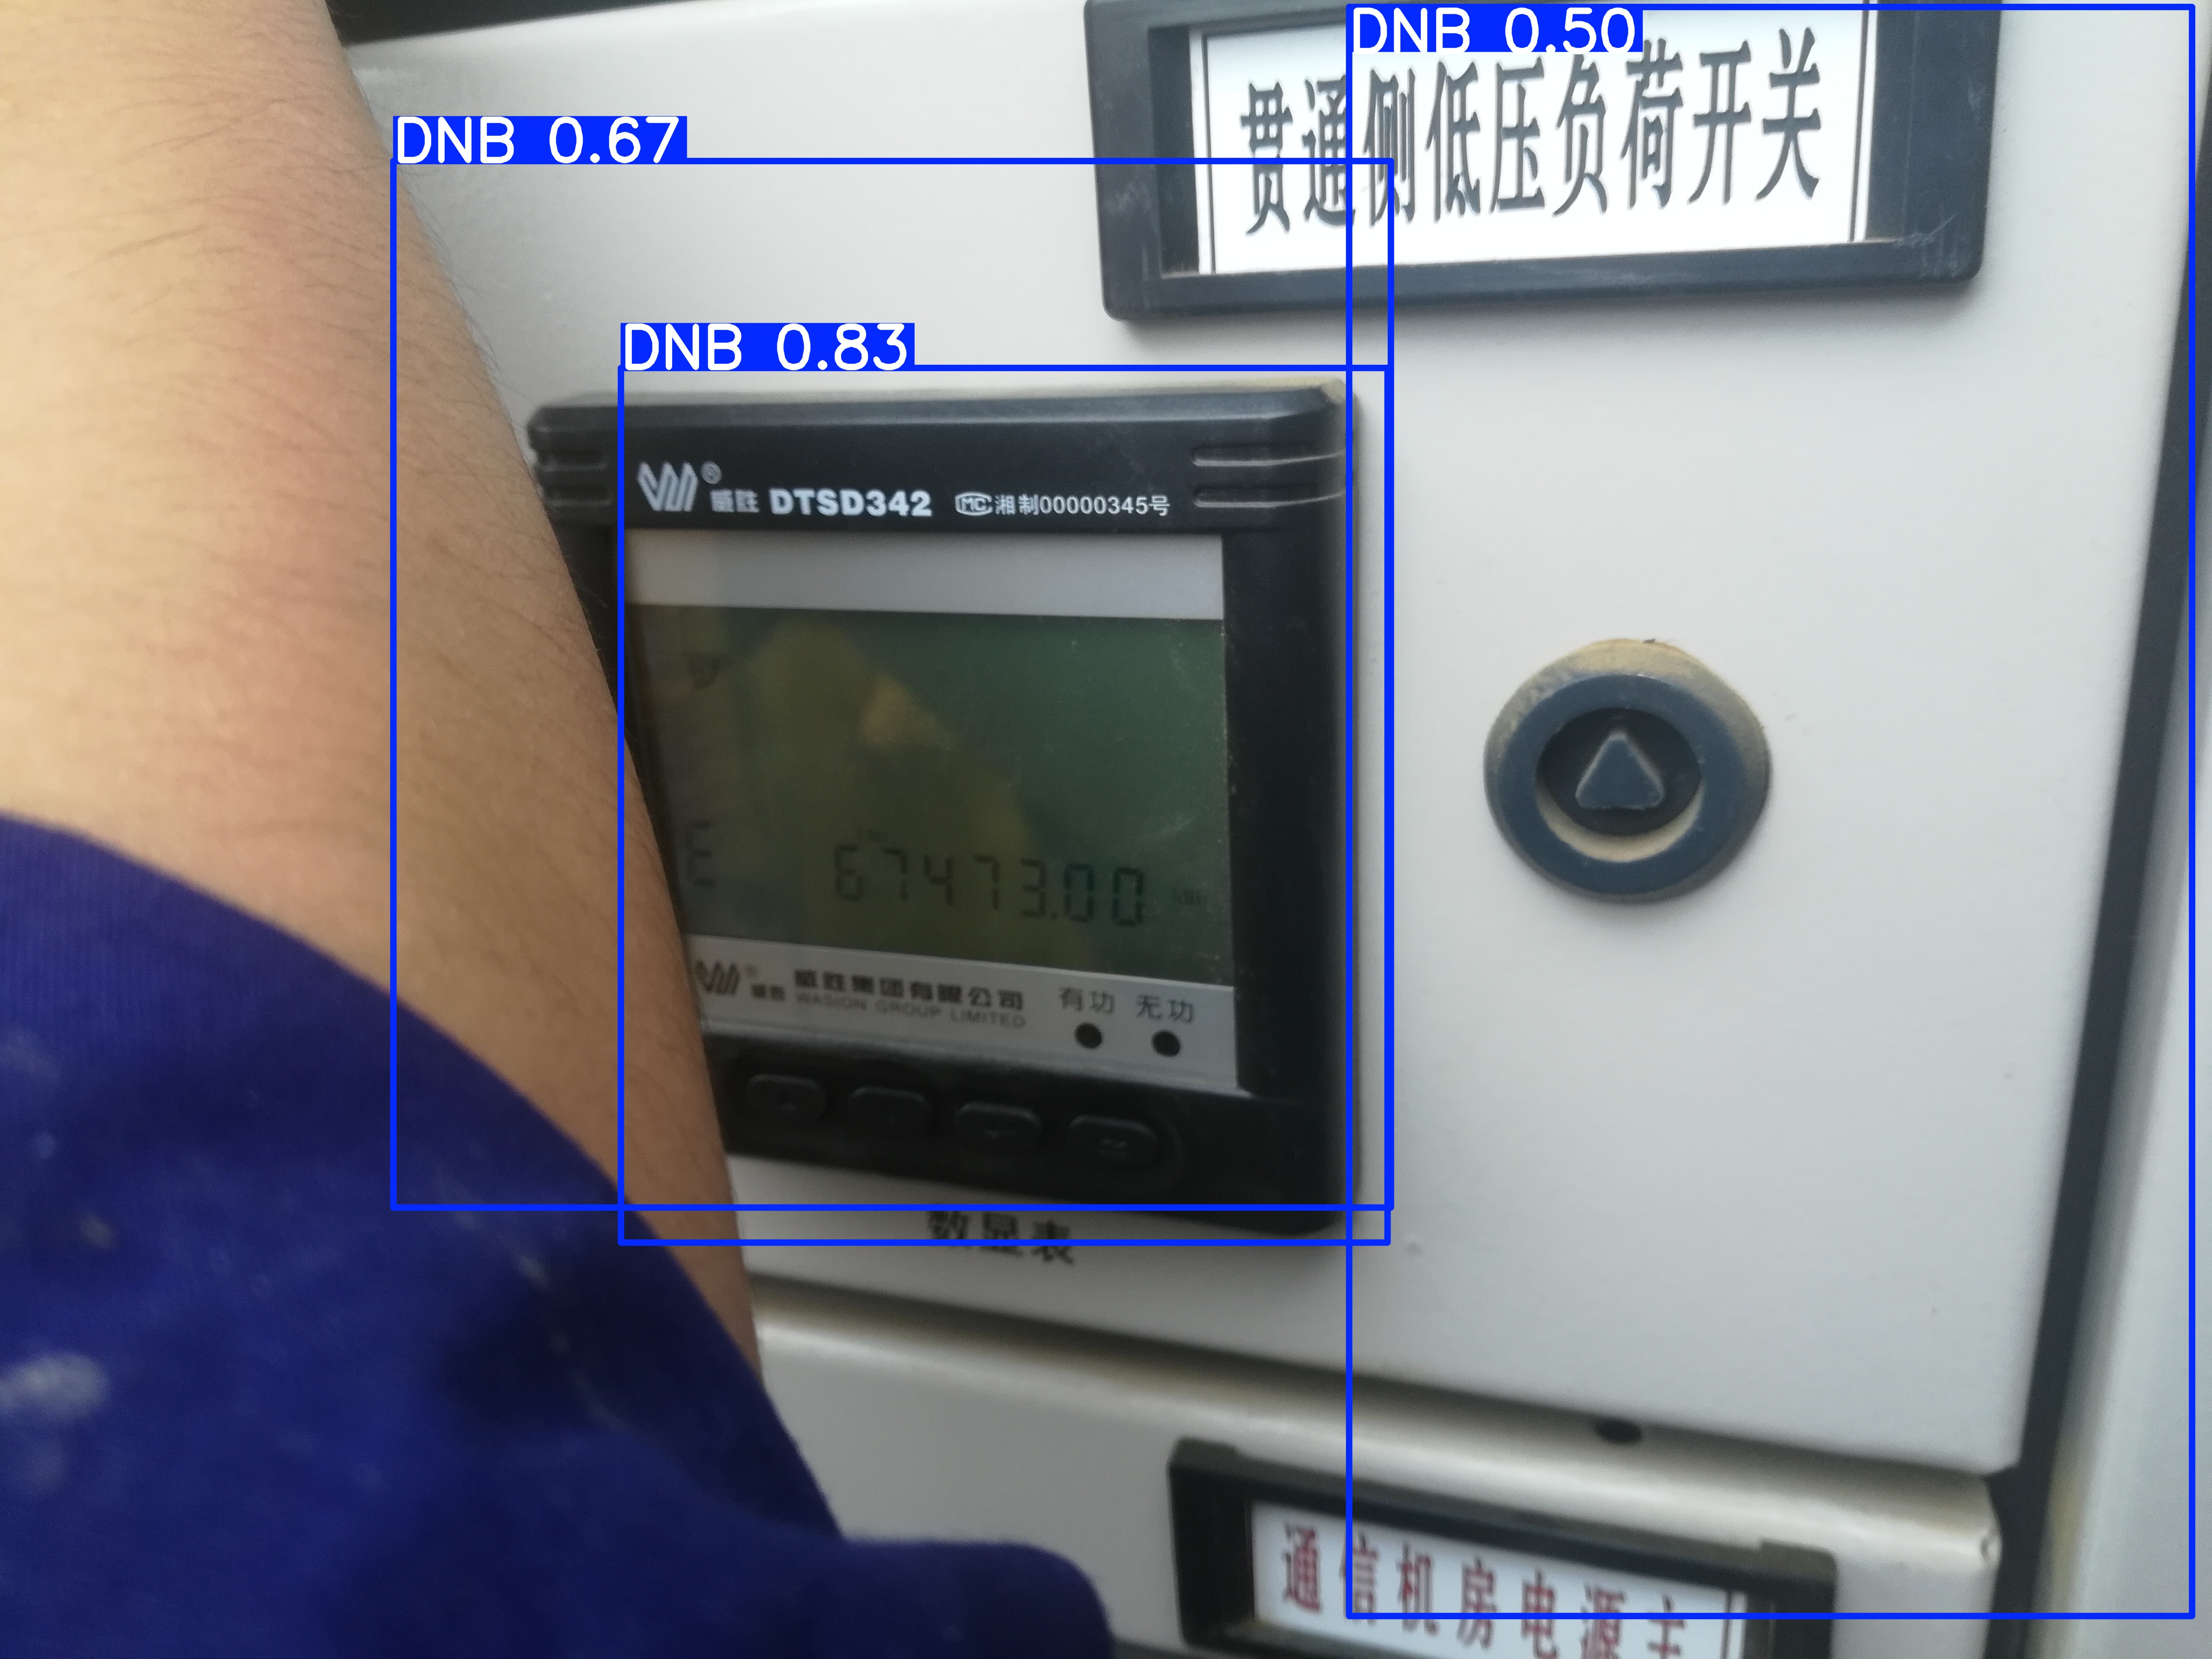 DNB 0.50
贯通侧低压负荷开关
DNB 0.67
DNB 0.83
威胜 DTSD342 MC 湘制00000345号
67473.00
威胜 威胜集团有限公司 有功 无功
WASION GROUP LIMITED
数显表
通信机房电源主